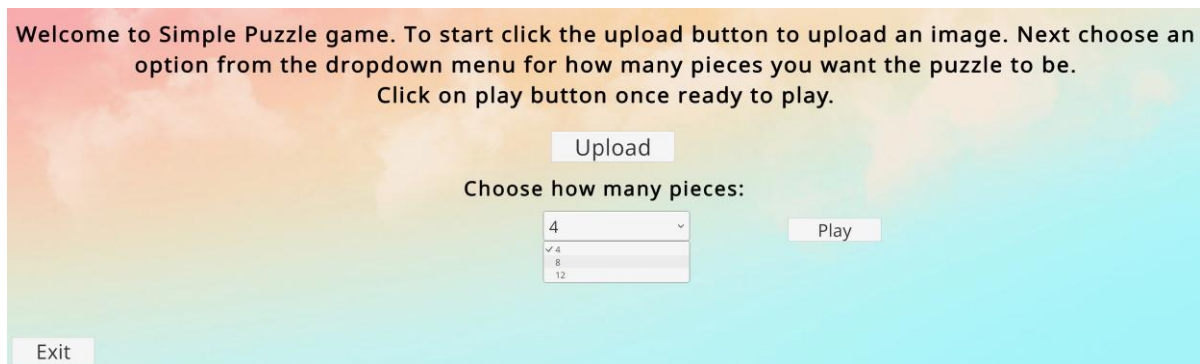 Welcome to Simple Puzzle game. To start click the upload button to upload an image. Next choose an
option from the dropdown menu for how many pieces you want the puzzle to be.
Click on play button once ready to play.
Upload
Choose how many pieces:
4
Play
4
8
12
Exit